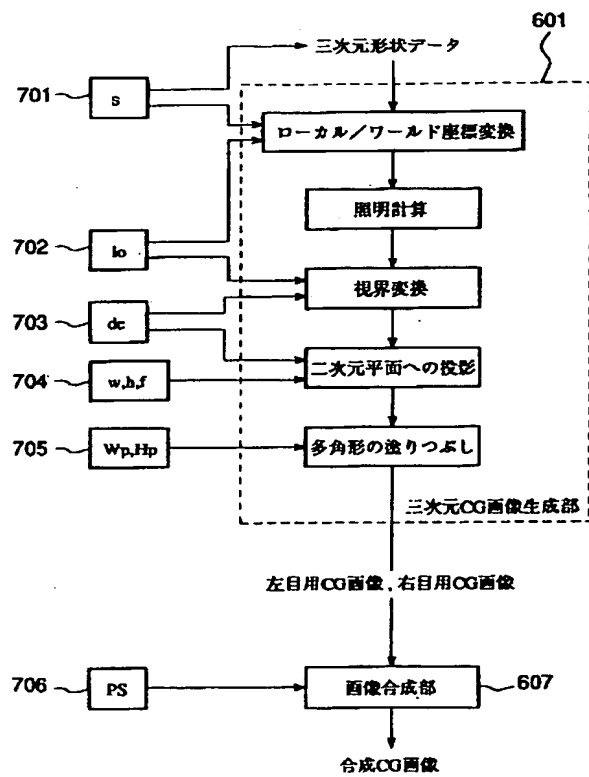 601
三次元形状データ
701
s
ローカル/ワールド座標変換
照明計算
702
lo
視界変換
703
dc
二次元平面への投影
704
w,h,f
多角形の塗りつぶし
705
Wp,Hp
三次元CG画像生成部
左目用CG画像,右目用CG画像
706
PS
画像合成部
607
合成CG画像